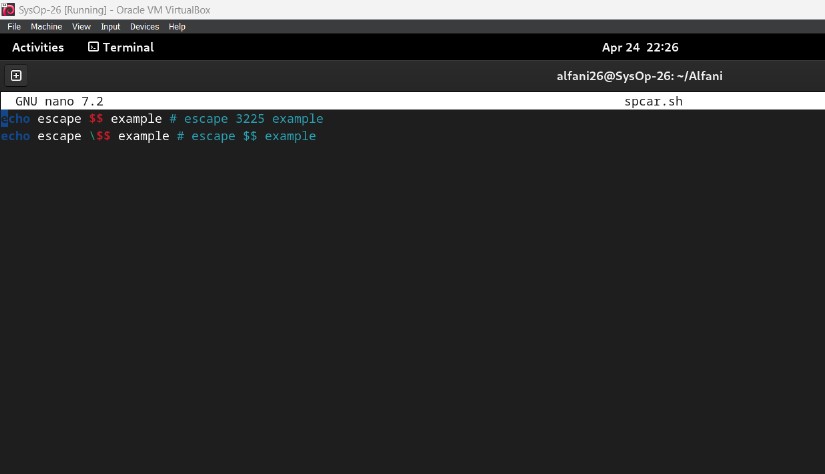 SysOp-26 [Running] - Oracle VM VirtualBox
File Machine View Input Devices Help
Activities Terminal Apr 24 22:26
alfani26@SysOp-26: ~/Alfani
GNU nano 7.2 spcar.sh
echo escape $$ example # escape 3225 example
echo escape \$$ example # escape $$ example